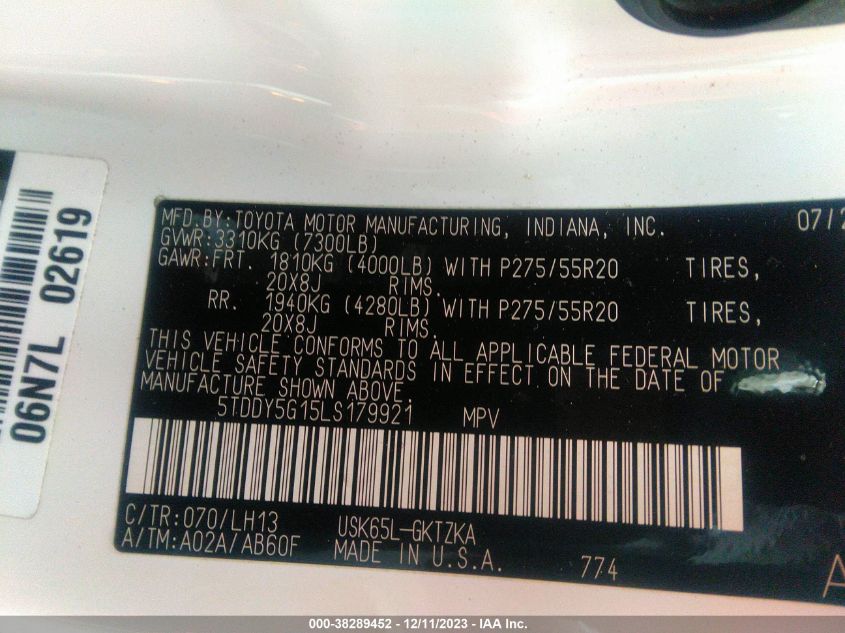 MFD.BY:TOYOTA MOTOR MANUFACTURING, INDIANA, INC. 07/2
GVWR:3310KG (7300LB)
GAWR:FRT. 1810KG (4000LB) WITH P275/55R20 TIRES,
20X8J RIMS.
RR. 1940KG (4280LB) WITH P275/55R20 TIRES,
20X8J RIMS.
THIS VEHICLE CONFORMS TO ALL APPLICABLE FEDERAL MOTOR
VEHICLE SAFETY STANDARDS IN EFFECT ON THE DATE OF
MANUFACTURE SHOWN ABOVE.
5TDDY5G15LS179921 MPV
C/TR:070/LH13 USK65L-GKTZKA
A/TM:A02A/AB60F MADE IN U.S.A. 774
A
06N7L 02619
000-38289452 - 12/11/2023 - IAA Inc.